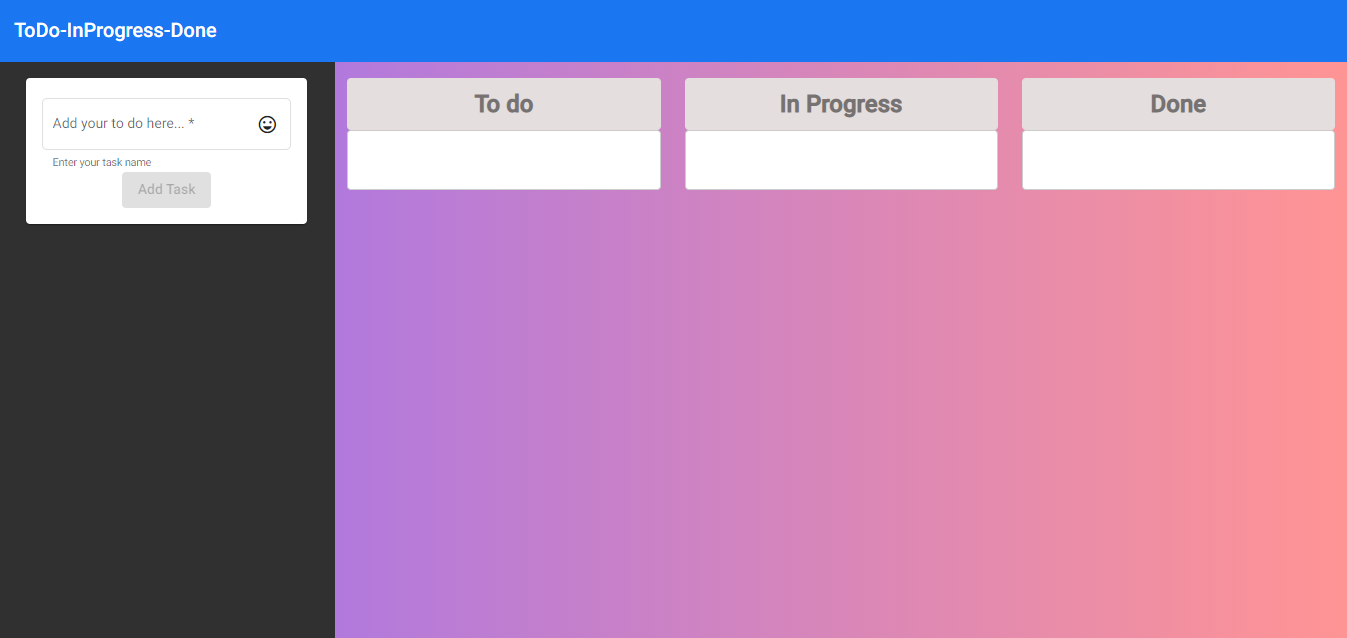 ToDo-InProgress-Done
Add your to do here... *
Enter your task name
Add Task
To do
In Progress
Done